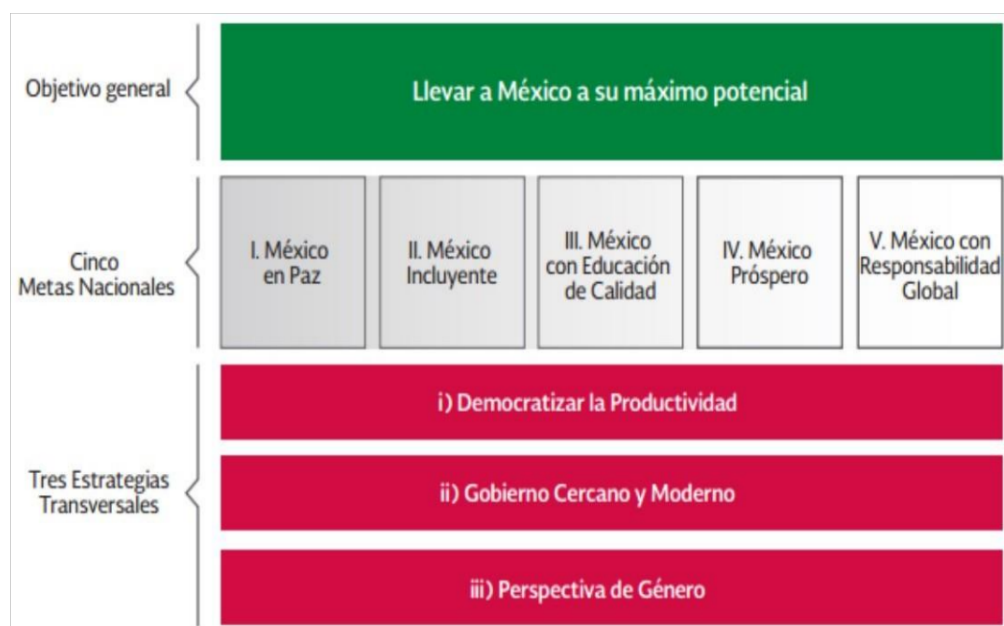 Objetivo general
Llevar a México a su máximo potencial
Cinco
Metas Nacionales
I. México
en Paz
II. México
Incluyente
III. México
con Educación
de Calidad
IV. México
Próspero
V. México con
Responsabilidad
Global
Tres Estrategias
Transversales
i) Democratizar la Productividad
ii) Gobierno Cercano y Moderno
iii) Perspectiva de Género